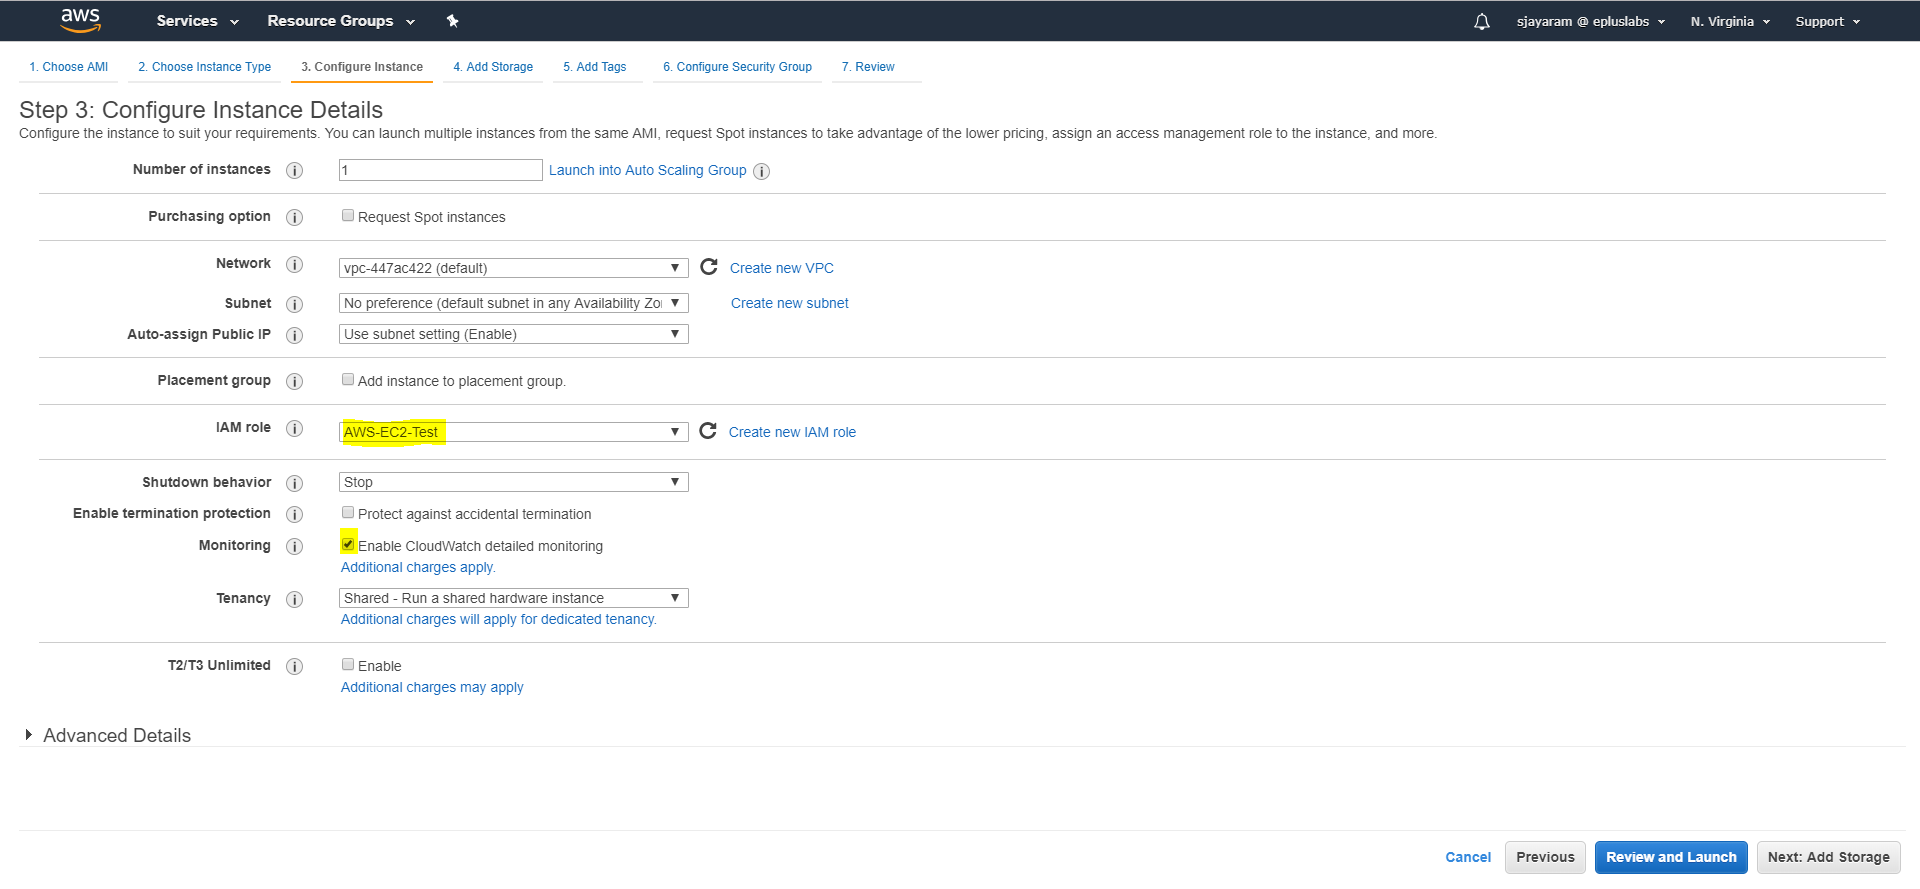 aws Services Resource Groups sjayaram @ epluslabs N. Virginia Support
1. Choose AMI 2. Choose Instance Type 3. Configure Instance 4. Add Storage 5. Add Tags 6. Configure Security Group 7. Review
Step 3: Configure Instance Details
Configure the instance to suit your requirements. You can launch multiple instances from the same AMI, request Spot instances to take advantage of the lower pricing, assign an access management role to the instance, and more.
Number of instances 1 Launch into Auto Scaling Group
Purchasing option Request Spot instances
Network vpc-447ac422 (default) Create new VPC
Subnet No preference (default subnet in any Availability Zo Create new subnet
Auto-assign Public IP Use subnet setting (Enable)
Placement group Add instance to placement group.
IAM role AWS-EC2-Test Create new IAM role
Shutdown behavior Stop
Enable termination protection Protect against accidental termination
Monitoring Enable CloudWatch detailed monitoring
Additional charges apply.
Tenancy Shared - Run a shared hardware instance
Additional charges will apply for dedicated tenancy.
T2/T3 Unlimited Enable
Additional charges may apply
Advanced Details
Cancel Previous Review and Launch Next: Add Storage